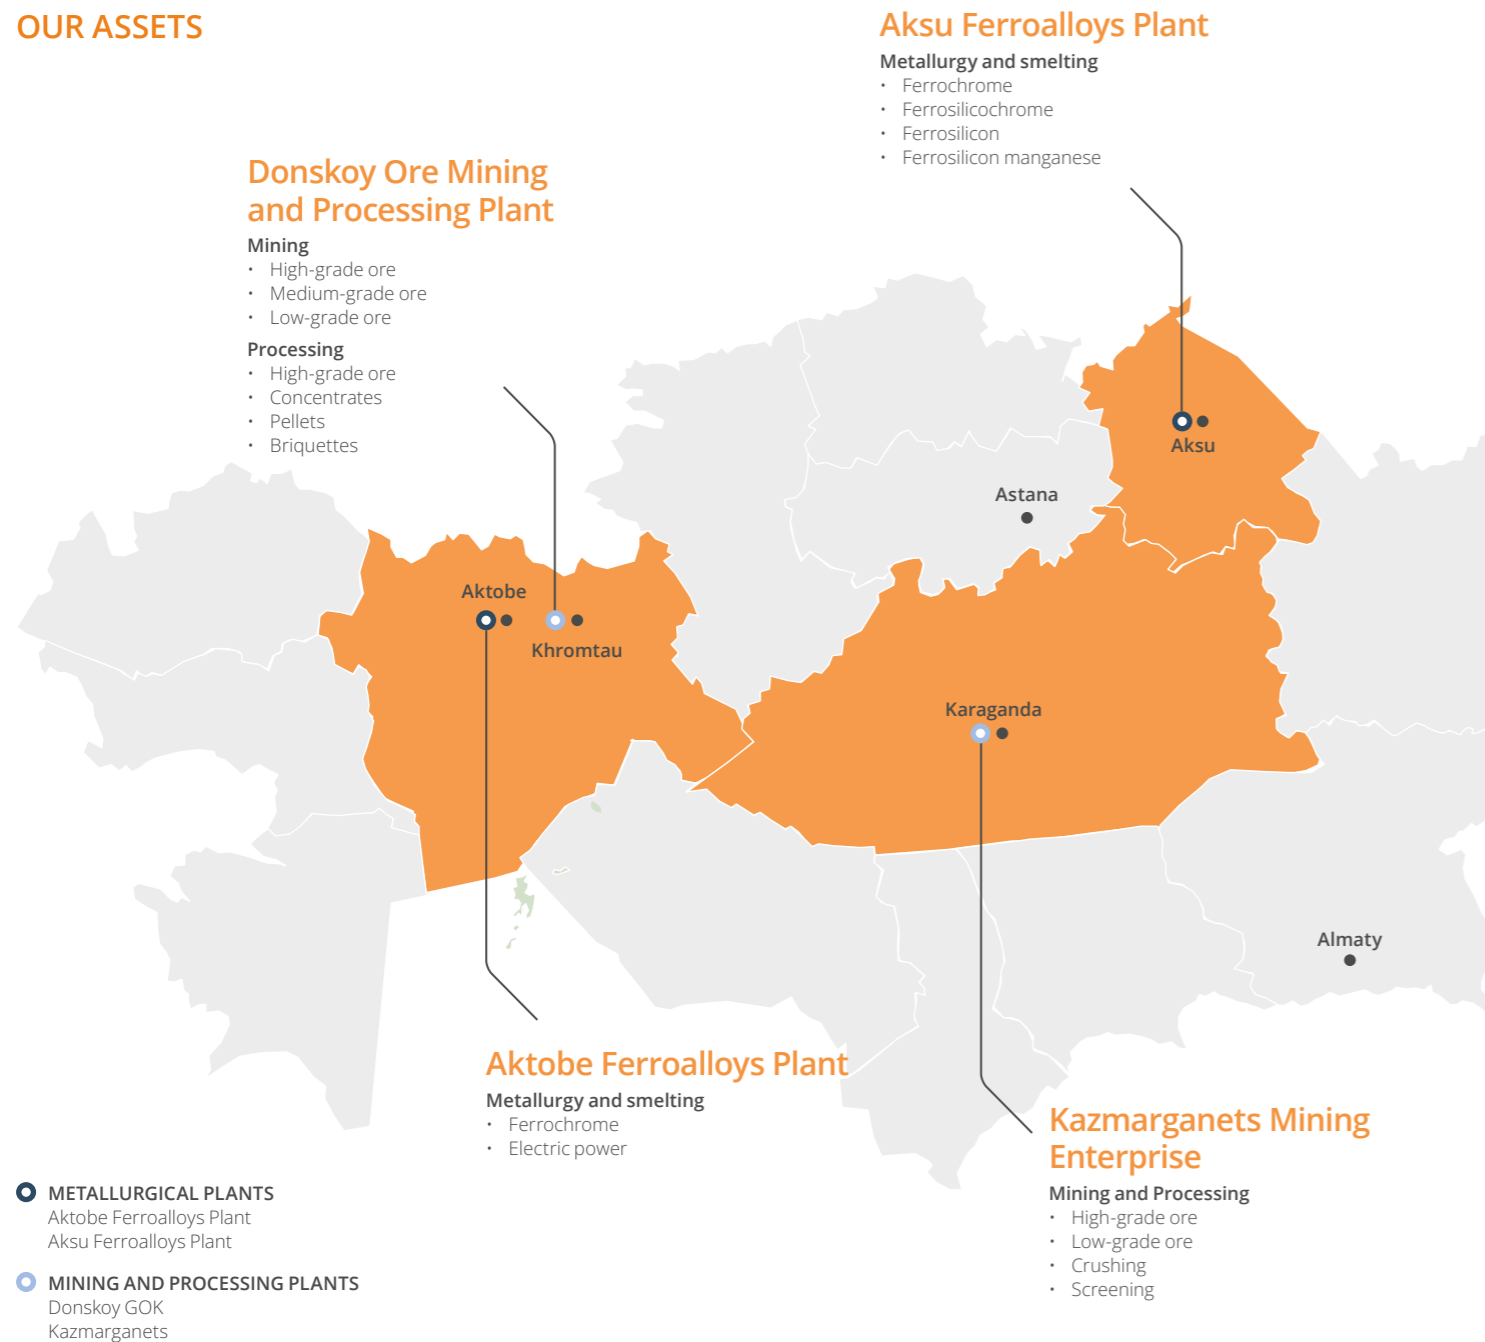 OUR ASSETS
Aksu Ferroalloys Plant
Metallurgy and smelting
• Ferrochrome
• Ferrosilicochrome
• Ferrosilicon
• Ferrosilicon manganese
Donskoy Ore Mining
and Processing Plant
Mining
• High-grade ore
• Medium-grade ore
• Low-grade ore
Processing
• High-grade ore
• Concentrates
• Pellets
• Briquettes
Aksu
Astana
Aktobe
Khromtau
Karaganda
Almaty
Aktobe Ferroalloys Plant
Metallurgy and smelting
• Ferrochrome
• Electric power
Kazmarganets Mining
Enterprise
Mining and Processing
• High-grade ore
• Low-grade ore
• Crushing
• Screening
METALLURGICAL PLANTS
Aktobe Ferroalloys Plant
Aksu Ferroalloys Plant
MINING AND PROCESSING PLANTS
Donskoy GOK
Kazmarganets